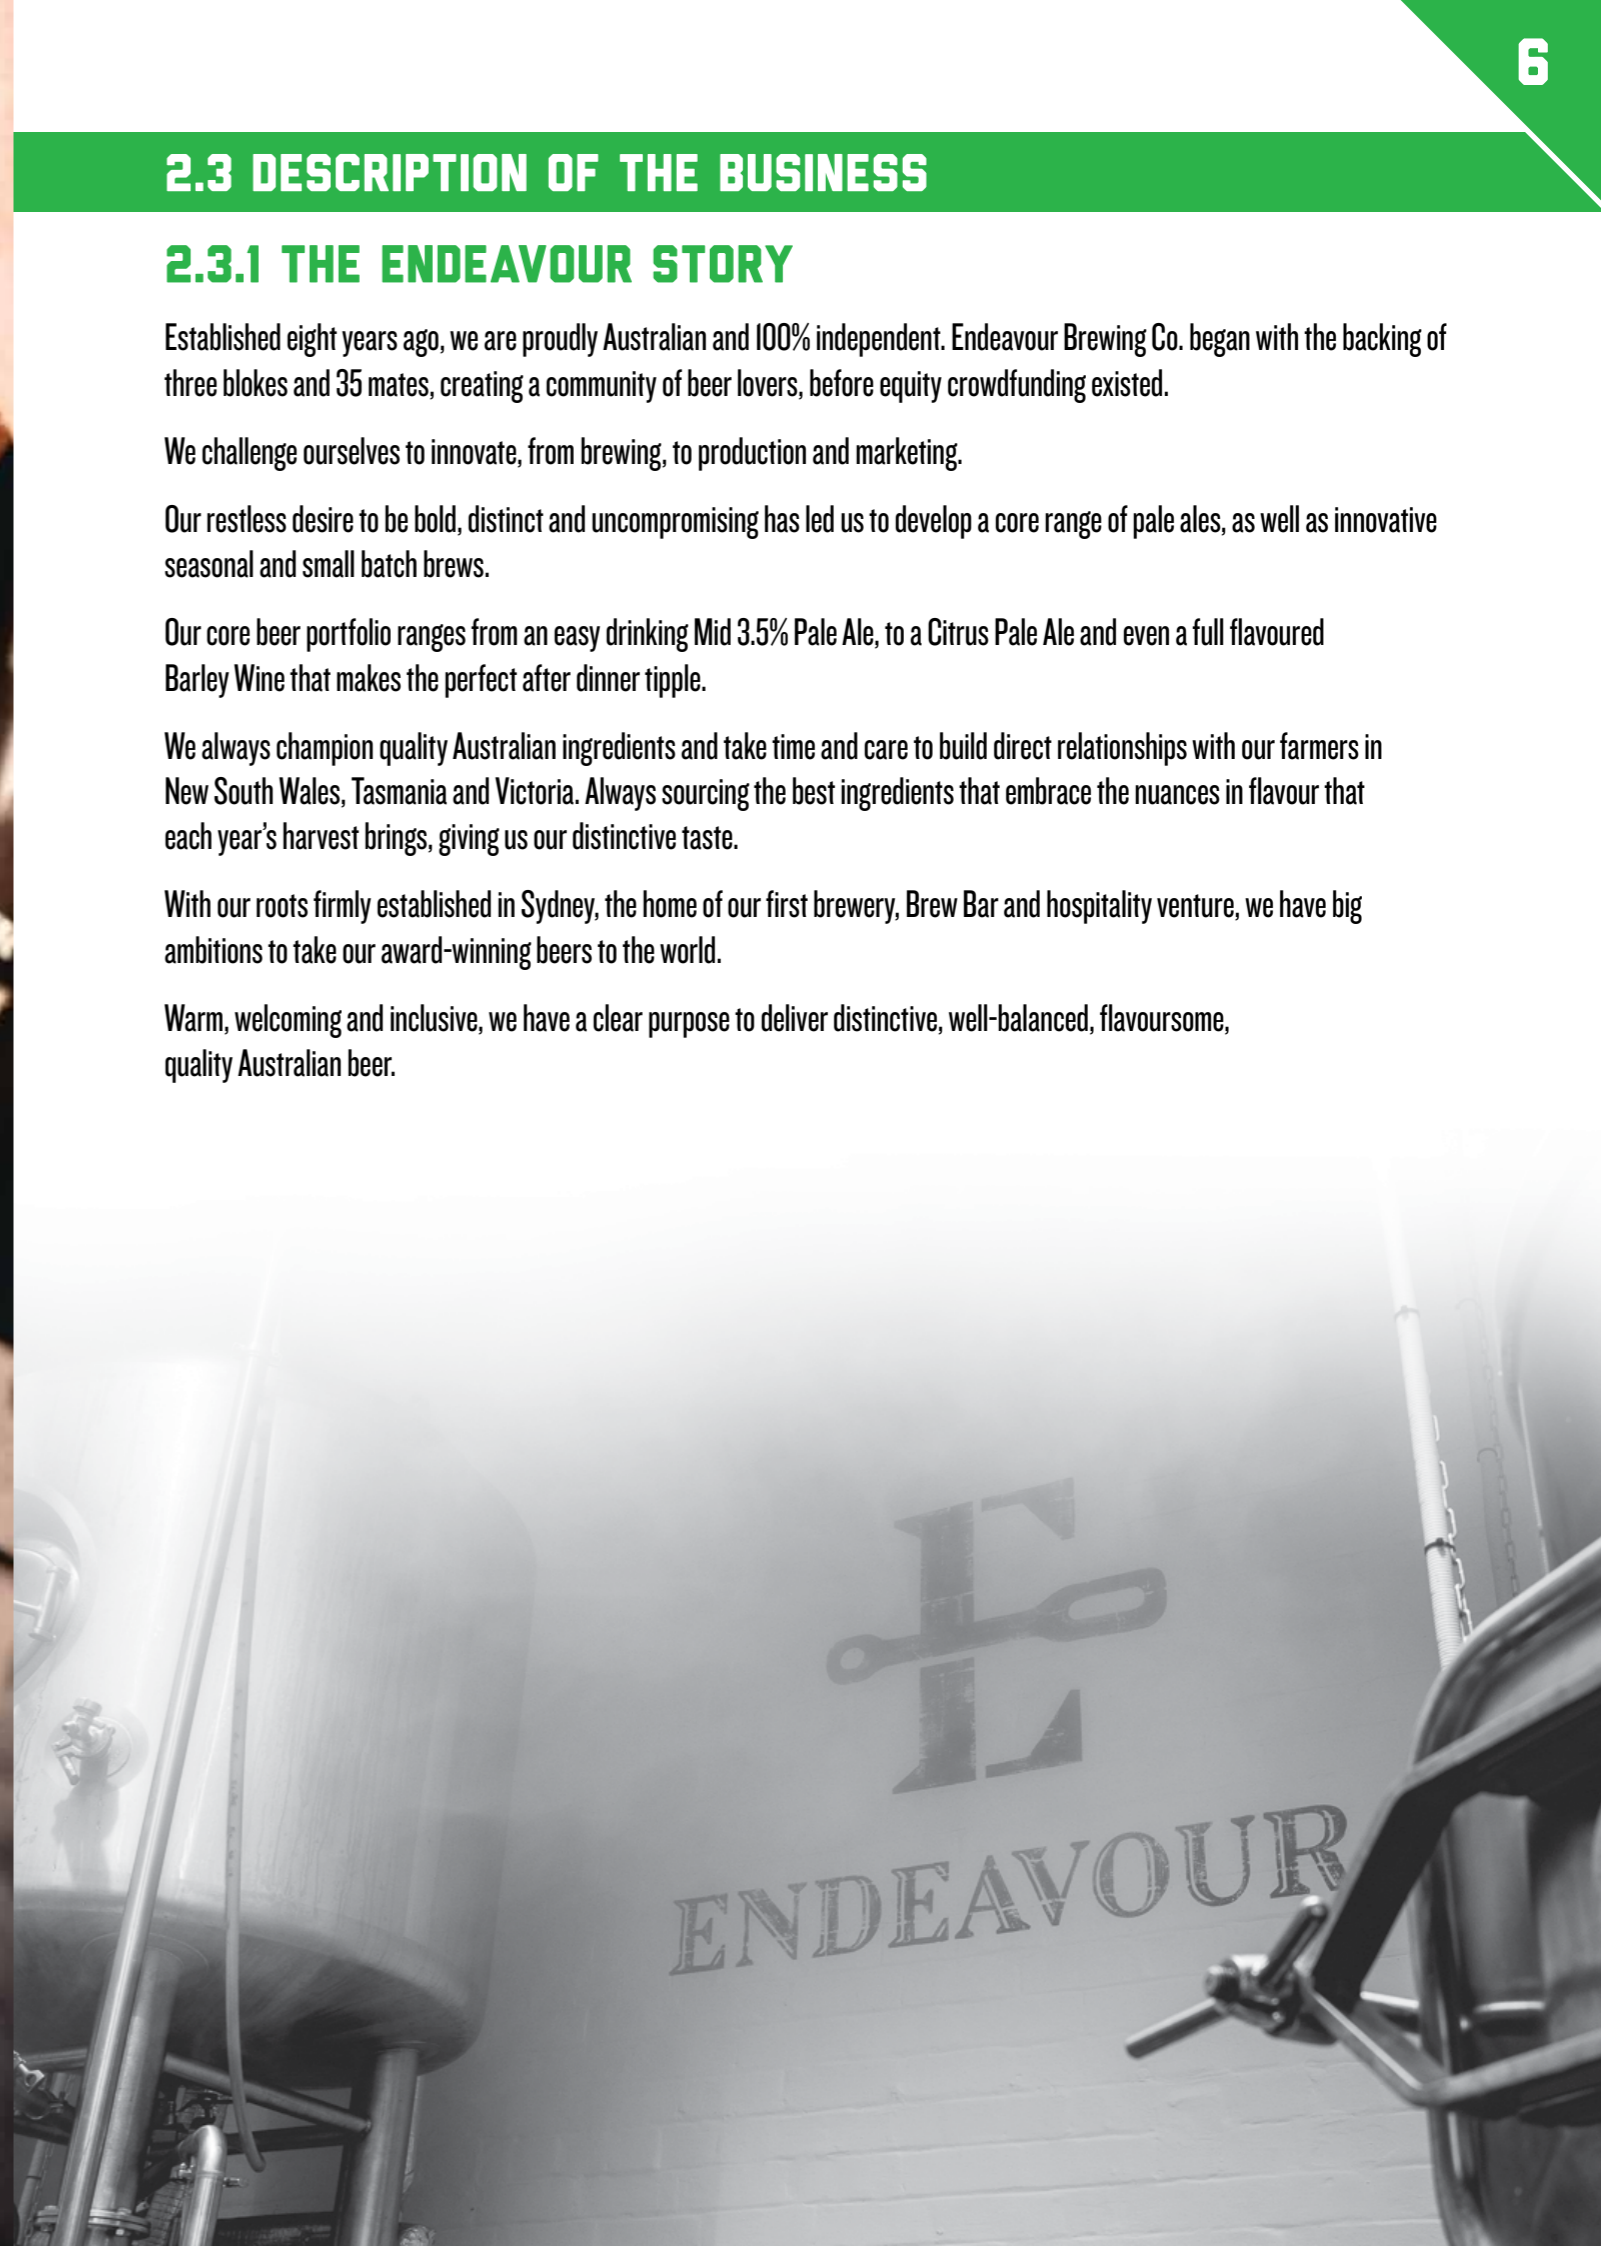 6
2.3 DESCRIPTION OF THE BUSINESS
2.3.1 THE ENDEAVOUR STORY
Established eight years ago, we are proudly Australian and 100% independent. Endeavour Brewing Co. began with the backing of
three blokes and 35 mates, creating a community of beer lovers, before equity crowdfunding existed.
We challenge ourselves to innovate, from brewing, to production and marketing.
Our restless desire to be bold, distinct and uncompromising has led us to develop a core range of pale ales, as well as innovative
seasonal and small batch brews.
Our core beer portfolio ranges from an easy drinking Mid 3.5% Pale Ale, to a Citrus Pale Ale and even a full flavoured
Barley Wine that makes the perfect after dinner tipple.
We always champion quality Australian ingredients and take time and care to build direct relationships with our farmers in
New South Wales, Tasmania and Victoria. Always sourcing the best ingredients that embrace the nuances in flavour that
each year's harvest brings, giving us our distinctive taste.
With our roots firmly established in Sydney, the home of our first brewery, Brew Bar and hospitality venture, we have big
ambitions to take our award-winning beers to the world.
Warm, welcoming and inclusive, we have a clear purpose to deliver distinctive, well-balanced, flavoursome,
quality Australian beer.
E
ENDEAVOUR